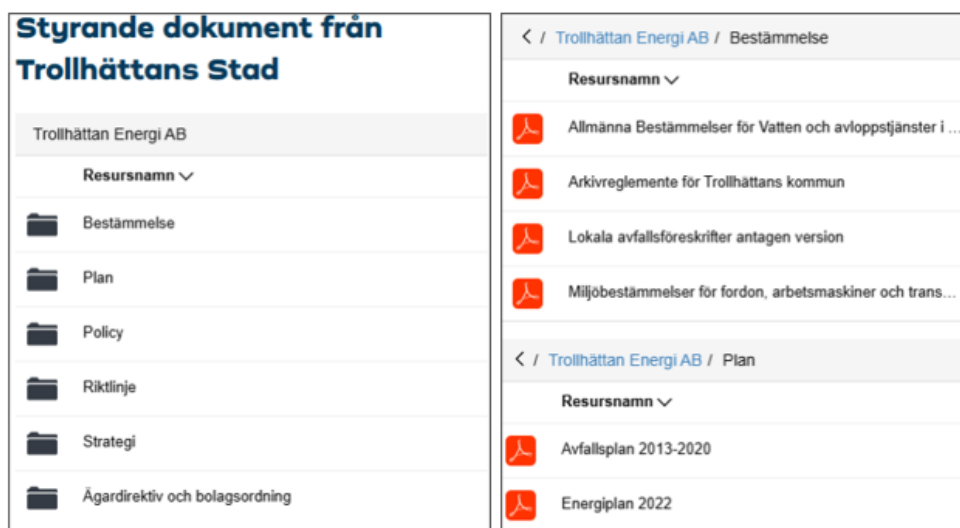 Styrande dokument från
Trollhättans Stad
Trollhättan Energi AB
Resursnamn
Bestämmelse
Plan
Policy
Riktlinje
Strategi
Ägardirektiv och bolagsordning
/ Trollhättan Energi AB / Bestämmelse
Resursnamn
Allmänna Bestämmelser för Vatten och avloppstjänster i ...
Arkivreglemente för Trollhättans kommun
Lokala avfallsföreskrifter antagen version
Miljöbestämmelser för fordon, arbetsmaskiner och trans...
/ Trollhättan Energi AB / Plan
Resursnamn
Avfallsplan 2013-2020
Energiplan 2022